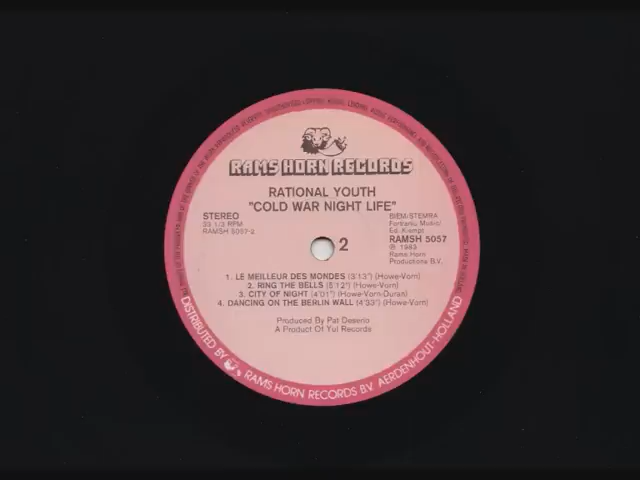 RAMS HORN RECORDS
RATIONAL YOUTH
"COLD WAR NIGHT LIFE"
STEREO
33 1/3 RPM
RAMSH 5057-2
2
BIEM-STEMRA
Music/
Ed.
RAMSH 5057
℗ 1983
Rams Horn
Productions B.V.
1. LE MEILLEUR DES MONDES (3'13") (Howe-Vorn)
2. RING THE BELLS (5'12") (Howe-Vorn)
3. CITY OF NIGHT (4'01") (Howe-Vorn-Duran)
4. DANCING ON THE BERLIN WALL (4'33") (Howe-Vorn)
Produced By Pat Deserio
A Product Of Yul Records
DISTRIBUTED BY RAMS HORN RECORDS B.V. AERDENHOUT-HOLLAND